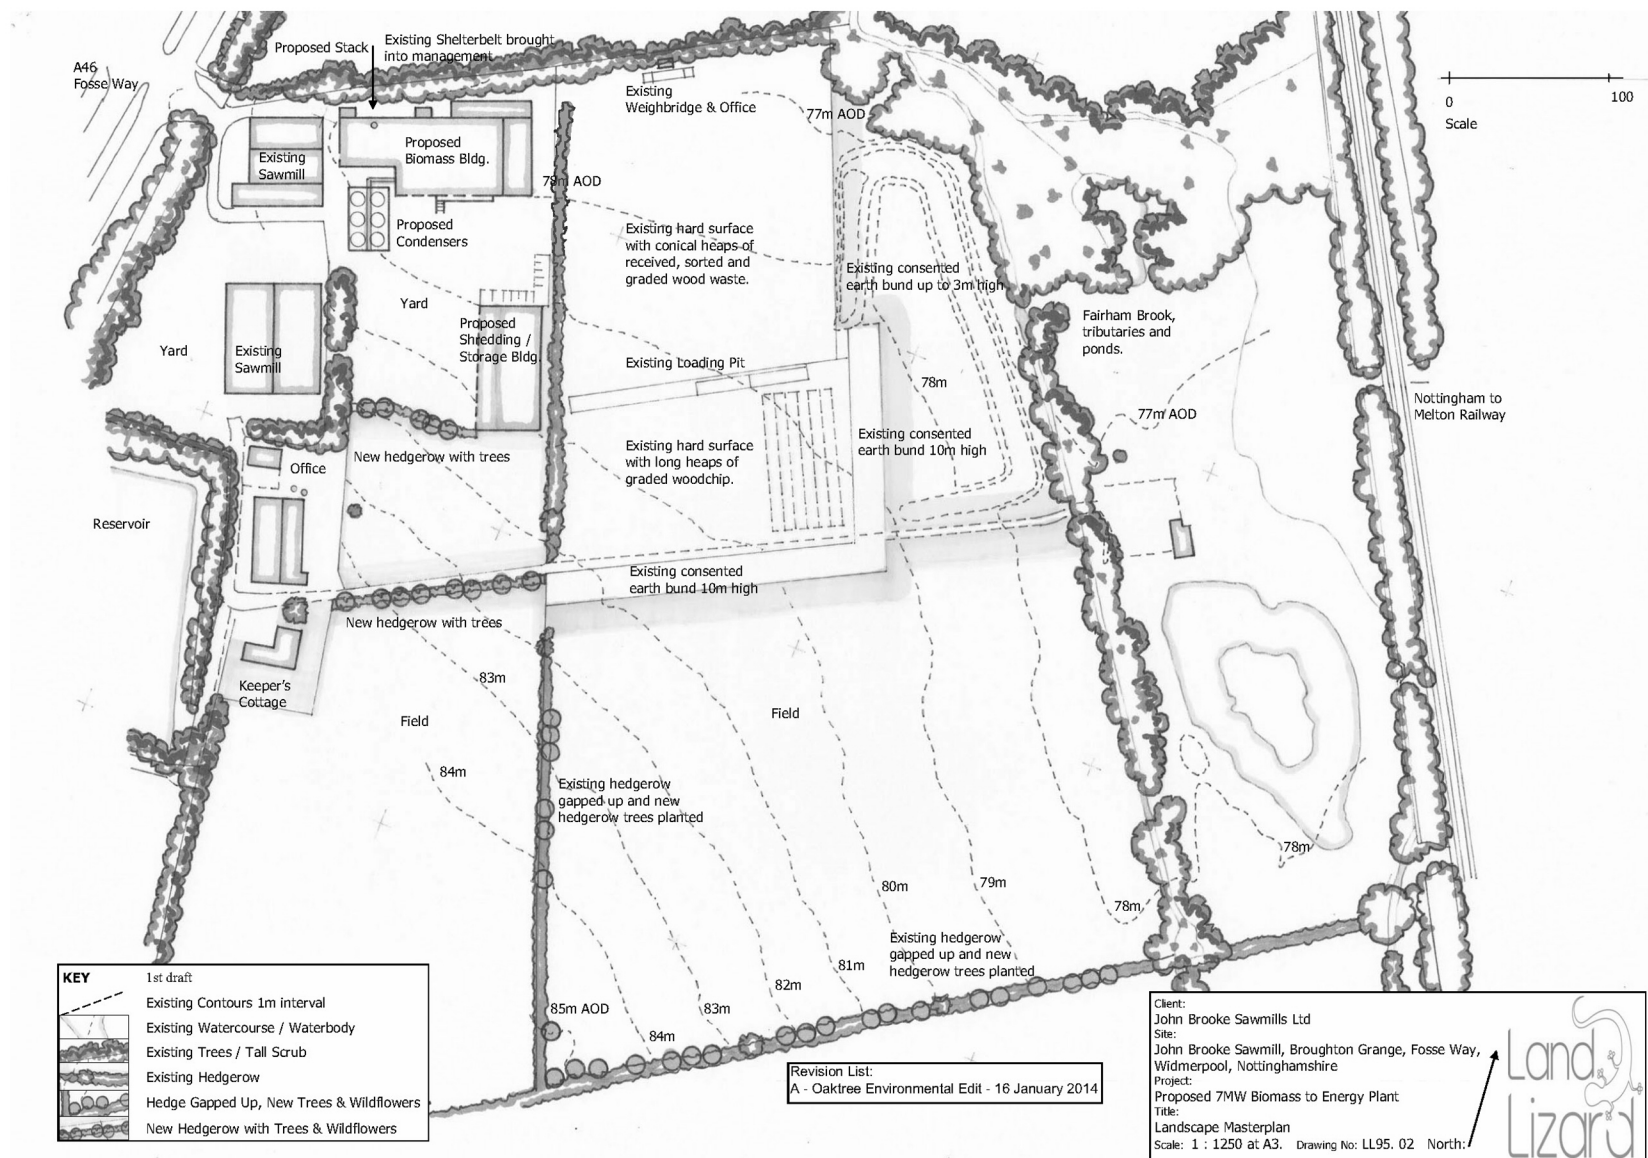 Proposed Stack
Existing Shelterbelt brought
into management
A46
Fosse Way
Existing
Weighbridge & Office
77m AOD
0
100
Scale
Existing
Sawmill
Proposed
Biomass Bldg.
78m AOD
Proposed
Condensers
Existing hard surface
with conical heaps of
received, sorted and
graded wood waste.
Existing consented
earth bund up to 3m high
Yard
Yard
Existing
Sawmill
Proposed
Shredding /
Storage Bldg.
Existing Loading Pit
78m
Fairham Brook,
tributaries and
ponds.
77m AOD
Nottingham to
Melton Railway
Existing consented
earth bund 10m high
Existing hard surface
with long heaps of
graded woodchip.
New hedgerow with trees
Office
Reservoir
Existing consented
earth bund 10m high
New hedgerow with trees
Keeper's
Cottage
83m
Field
Field
84m
Existing hedgerow
gapped up and new
hedgerow trees planted
78m
80m
79m
78m
Existing hedgerow
gapped up and new
hedgerow trees planted
81m
82m
83m
84m
85m AOD
KEY
1st draft
Existing Contours 1m interval
Existing Watercourse / Waterbody
Existing Trees / Tall Scrub
Existing Hedgerow
Hedge Gapped Up, New Trees & Wildflowers
New Hedgerow with Trees & Wildflowers
Revision List:
A - Oaktree Environmental Edit - 16 January 2014
Client:
John Brooke Sawmills Ltd
Site:
John Brooke Sawmill, Broughton Grange, Fosse Way,
Widmerpool, Nottinghamshire
Project:
Proposed 7MW Biomass to Energy Plant
Title:
Landscape Masterplan
Scale: 1 : 1250 at A3. Drawing No: LL95. 02 North:
Land
Lizard